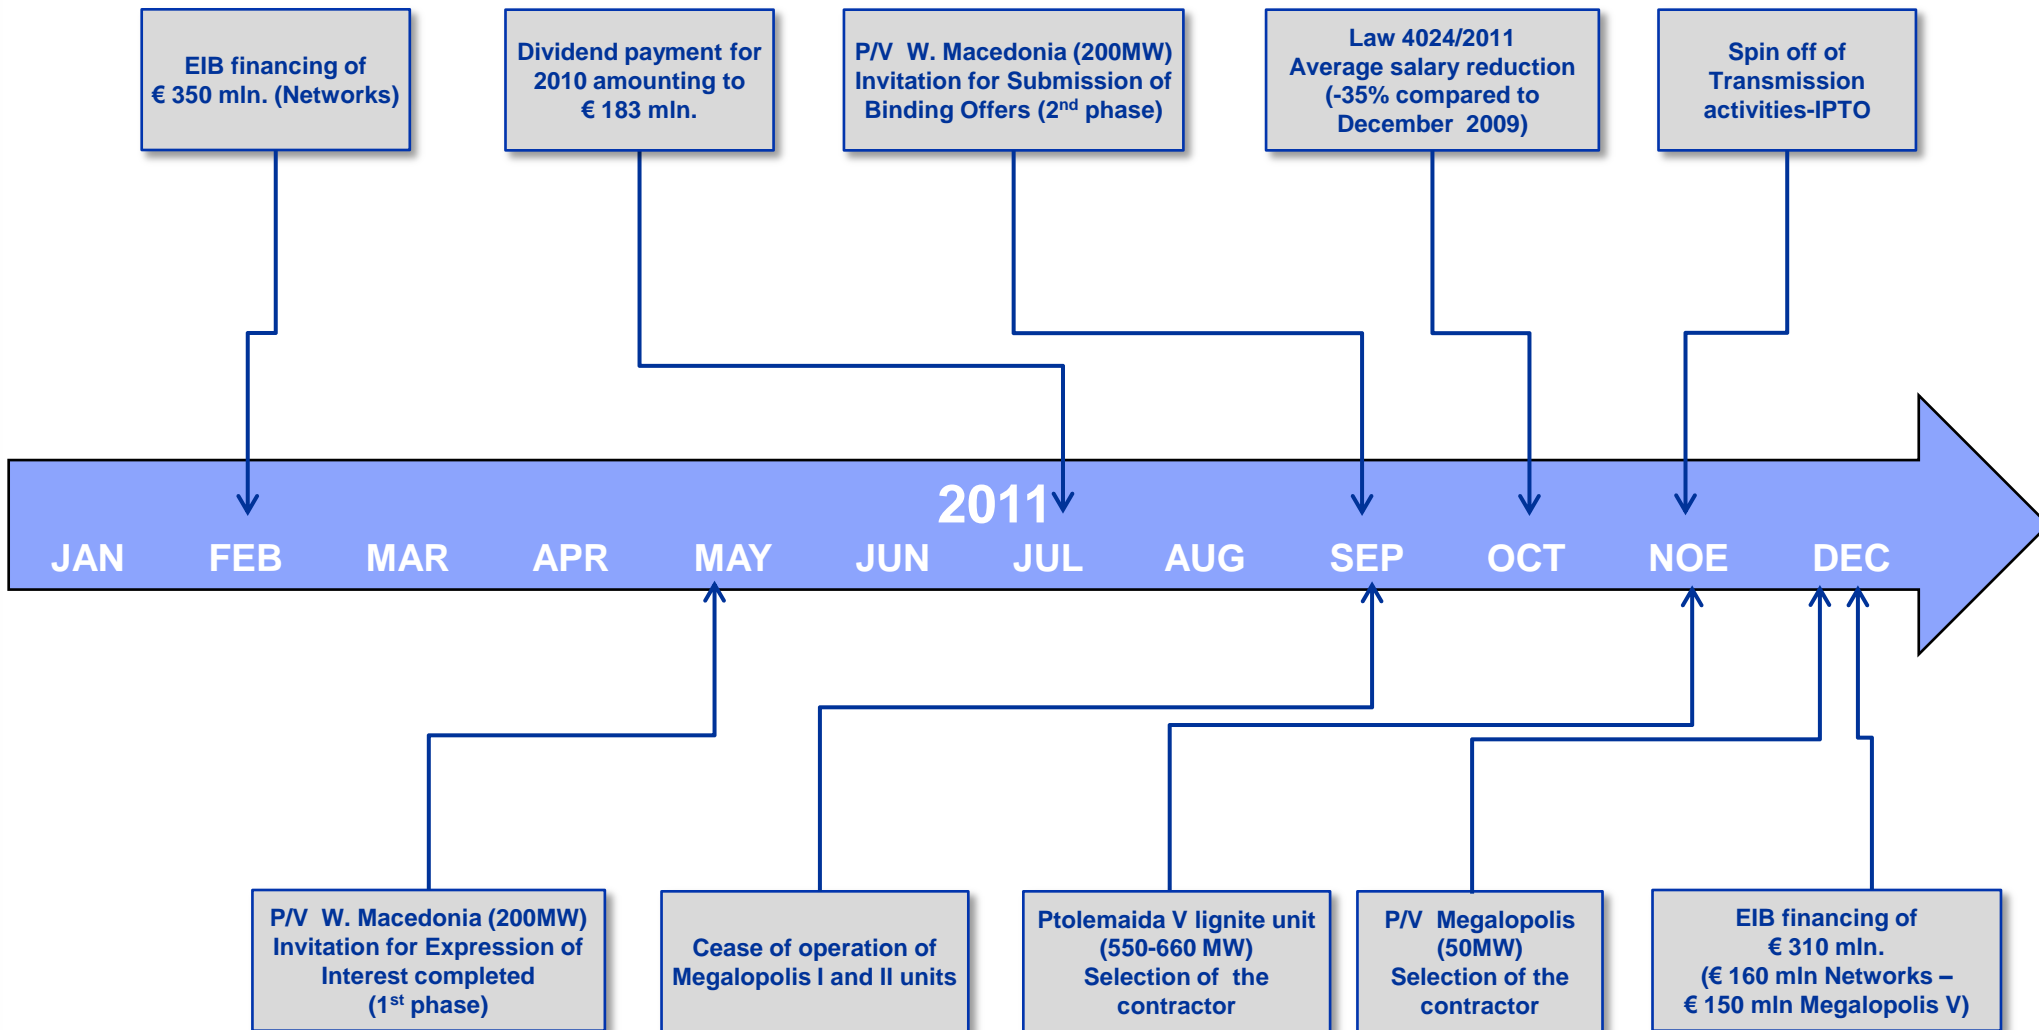 EIB financing of
€ 350 mln. (Networks)
Dividend payment for
2010 amounting to
€ 183 mln.
P/V W. Macedonia (200MW)
Invitation for Submission of
Binding Offers (2nd phase)
Law 4024/2011
Average salary reduction
(-35% compared to
December 2009)
Spin off of
Transmission
activities-IPTO
2011
JAN FEB MAR APR MAY JUN JUL AUG SEP OCT NOE DEC
P/V W. Macedonia (200MW)
Invitation for Expression of
Interest completed
(1st phase)
Cease of operation of
Megalopolis I and II units
Ptolemaida V lignite unit
(550-660 MW)
Selection of the
contractor
P/V Megalopolis
(50MW)
Selection of the
contractor
EIB financing of
€ 310 mln.
(€ 160 mln Networks –
€ 150 mln Megalopolis V)